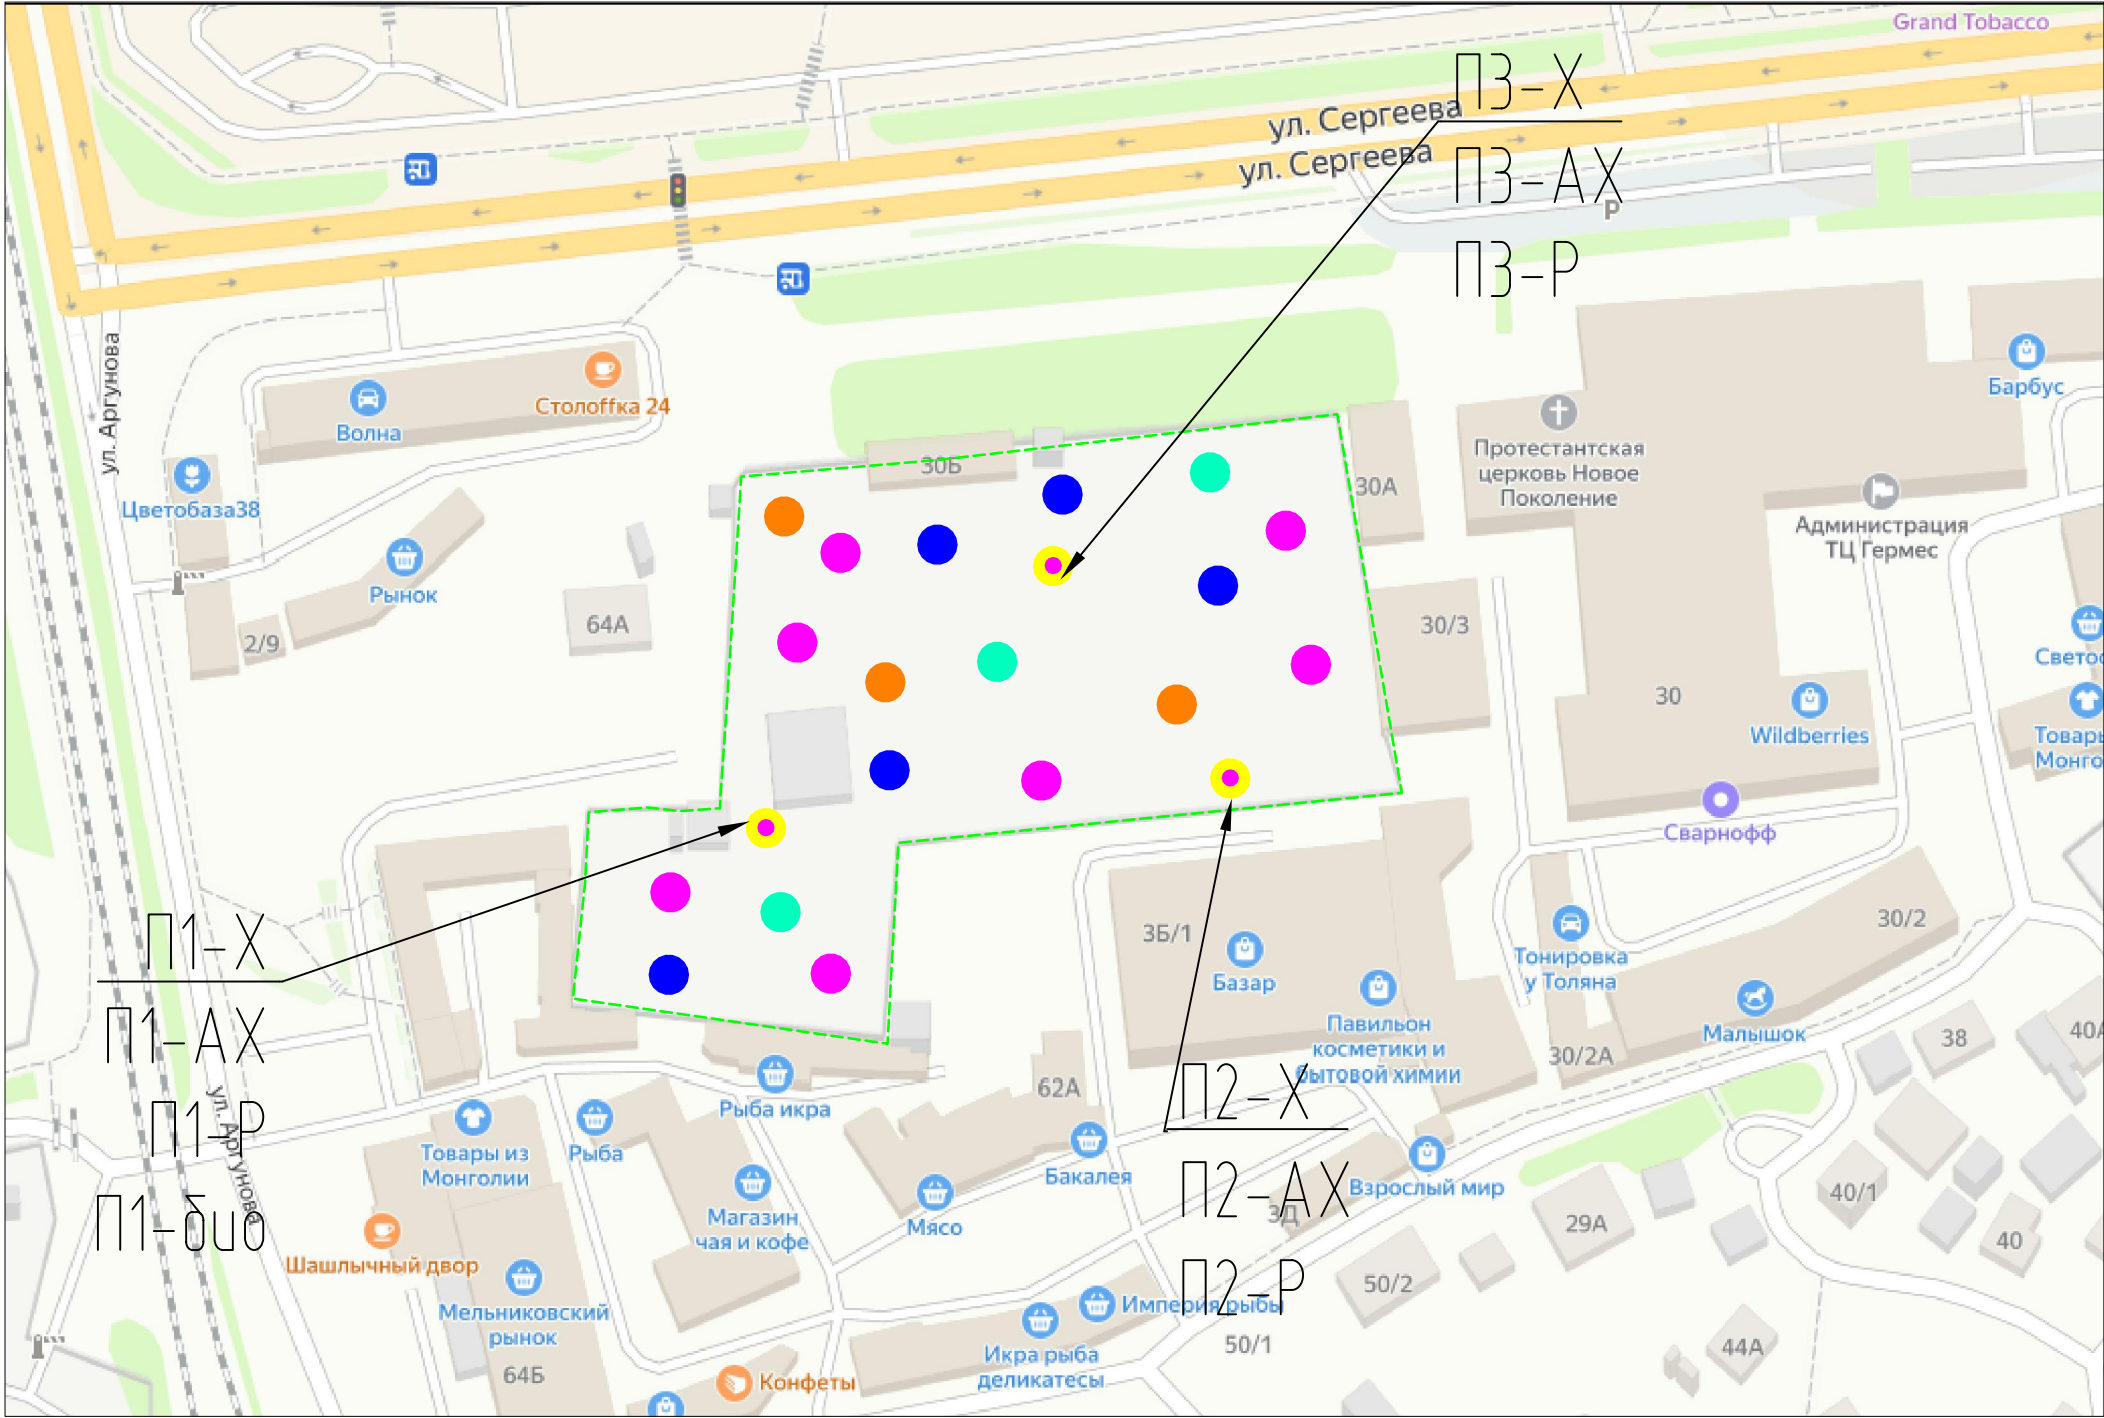 Grand Tobacco
П3-Х
ул. Сергеева
ул. Сергеева
П3-АХ
P
П3-Р
ул. Аргунова
Столоffка 24
Волна
Барбус
Протестантская
церковь Новое
Поколение
30Б
30А
Цветобаза38
Администрация
ТЦ Гермес
Рынок
64А
30/3
2/9
30
Wildberries
Товары
Сварнофф
П1-Х
3Б/1
Базар
30/2
Тонировка
у Толяна
Малышок
П1-АХ
Павильон
косметики и
бытовой химии
30/2А
38
40А
62А
П2-Х
Рыба икра
П1-Р
ул. Аргунова
Товары из
Монголии
Рыба
Бакалея
Взрослый мир
П2-АХ
3Д
29А
40/1
40
П1-био
Магазин
чая и кофе
Мясо
Шашлычный двор
50/2
П2-Р
Мельниковский
рынок
Империя рыбы
50/1
44А
Икра рыба
деликатесы
64Б
Конфеты